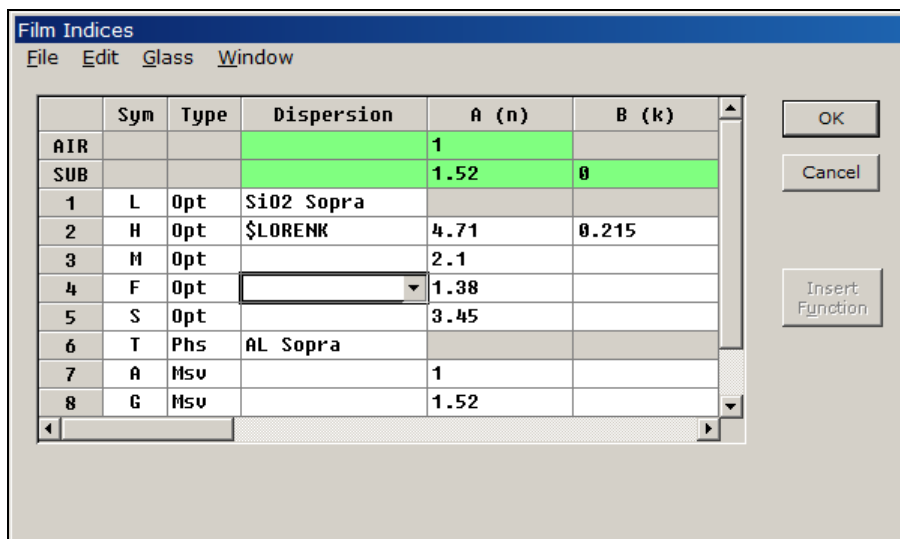 Film Indices
File Edit Glass Window
Sym Type Dispersion A (n) B (k)
AIR 1
SUB 1.52 0
1 L Opt SiO2 Sopra
2 H Opt $LORENK 4.71 0.215
3 M Opt 2.1
4 F Opt 1.38
5 S Opt 3.45
6 T Phs AL Sopra
7 A Msv 1
8 G Msv 1.52
OK
Cancel
Insert
Function